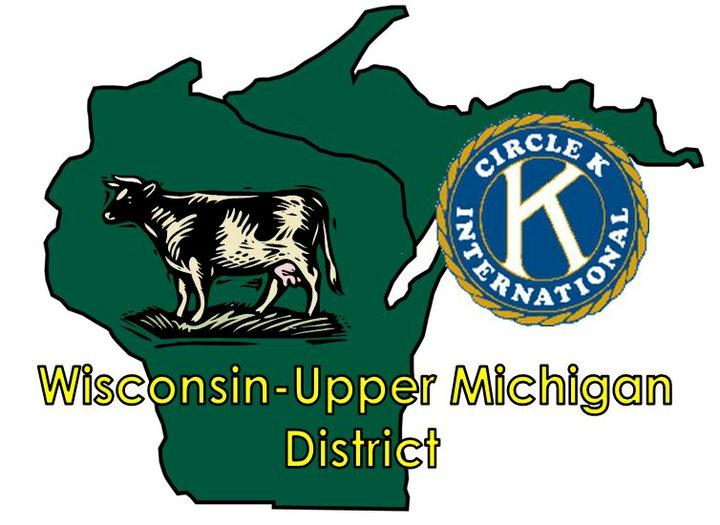 CIRCLE K
K
INTERNATIONAL
Wisconsin-Upper Michigan
District